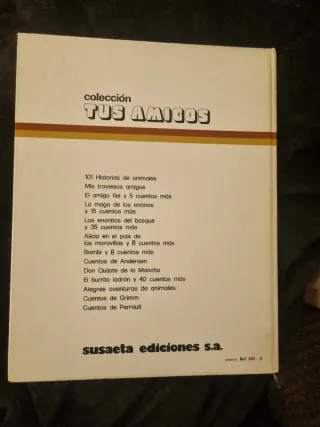 colección
TUS AMIGOS
101 Historias de animales
Mis traviesos amigos
El amigo fiel y 5 cuentos más
La maga de los enanos
y 15 cuentos más
Los enanitos del bosque
y 35 cuentos más
Alicia en el país de
las maravillas y 8 cuentos más
Bambi y 8 cuentos más
Cuentos de Andersen
Don Quijote de la Mancha
El burrito ladrón y 40 cuentos más
Alegres aventuras de animales
Cuentos de Grimm
Cuentos de Perrault
susaeta ediciones s.a.
Ref.